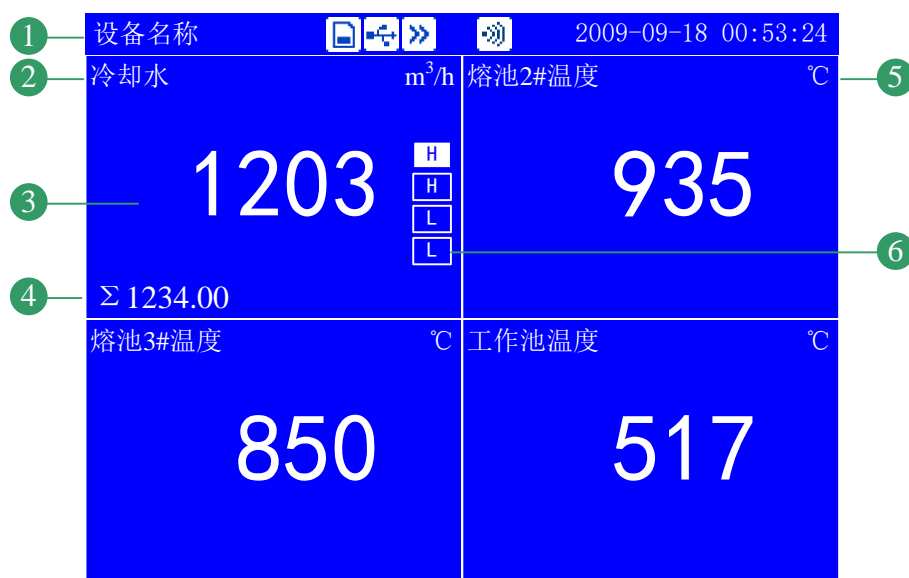 1 设备名称 2009-09-18 00:53:24
2 冷却水 m³/h 熔池2#温度 ℃ 5
3 1203 H 935
H
L
L 6
4 Σ 1234.00
熔池3#温度 ℃ 工作池温度 ℃
850 517